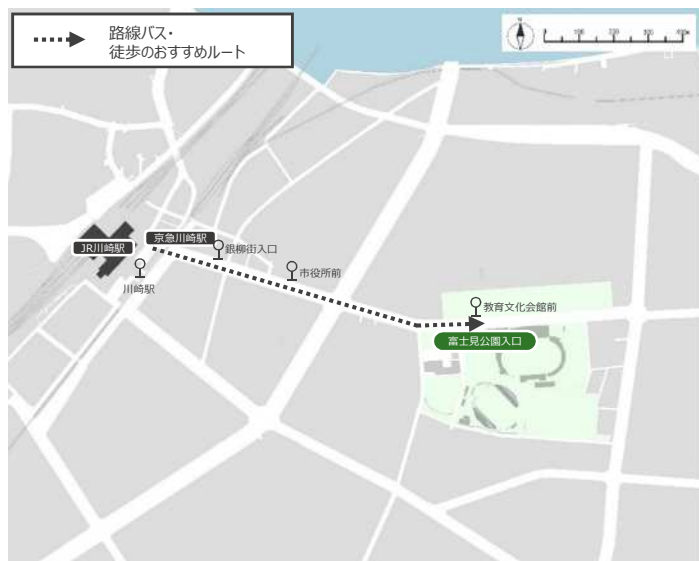 路線バス・
徒歩のおすすめルート
JR川崎駅
京急川崎駅
銀柳街入口
川崎駅
市役所前
教育文化会館前
富士見公園入口